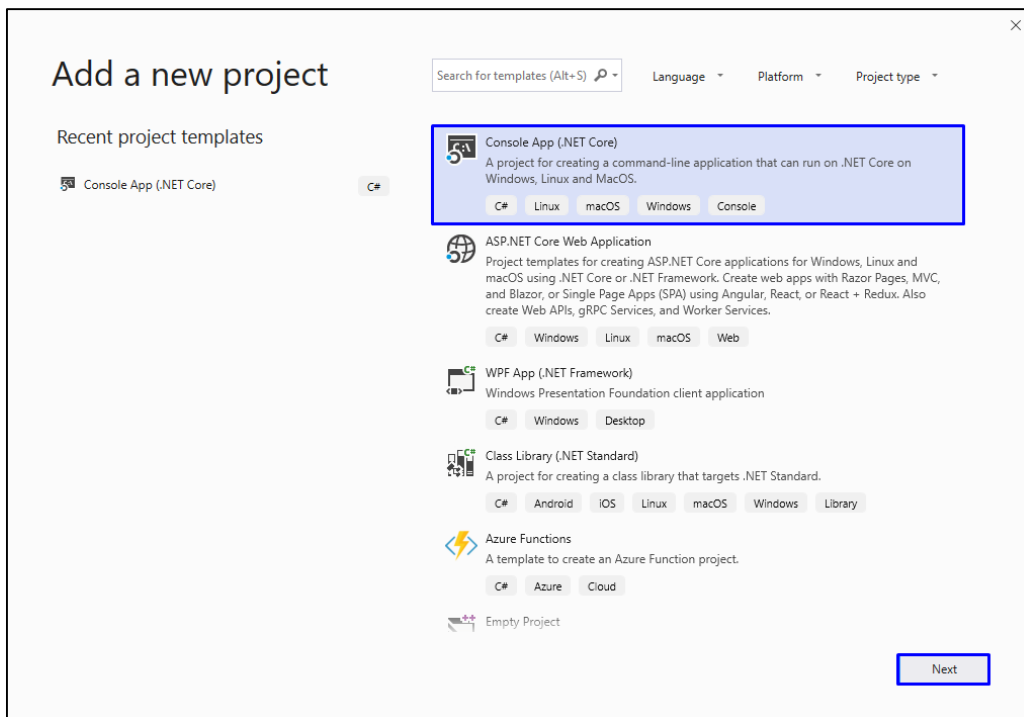 Add a new project
Search for templates (Alt+S)
Language
Platform
Project type
Recent project templates
Console App (.NET Core)
C#
Console App (.NET Core)
A project for creating a command-line application that can run on .NET Core on
Windows, Linux and MacOS.
C# Linux macOS Windows Console
ASP.NET Core Web Application
Project templates for creating ASP.NET Core applications for Windows, Linux and
macOS using .NET Core or .NET Framework. Create web apps with Razor Pages, MVC,
and Blazor, or Single Page Apps (SPA) using Angular, React, or React + Redux. Also
create Web APIs, gRPC Services, and Worker Services.
C# Windows Linux macOS Web
WPF App (.NET Framework)
Windows Presentation Foundation client application
C# Windows Desktop
Class Library (.NET Standard)
A project for creating a class library that targets .NET Standard.
C# Android iOS Linux macOS Windows Library
Azure Functions
A template to create an Azure Function project.
C# Azure Cloud
Empty Project
Next